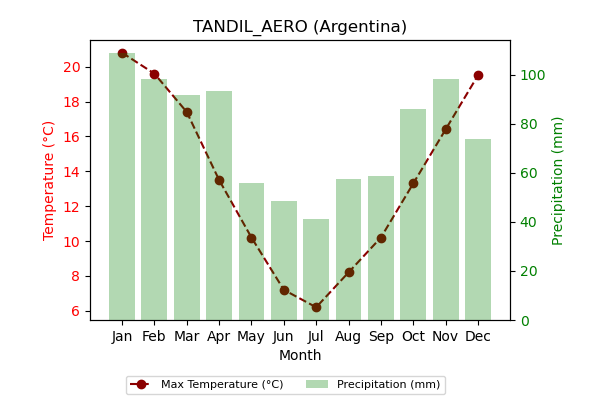 TANDIL_AERO (Argentina)
20
18
16
14
12
10
8
6
Temperature (°C)
100
80
60
40
20
0
Precipitation (mm)
Jan Feb Mar Apr May Jun Jul Aug Sep Oct Nov Dec
Month
Max Temperature (°C) Precipitation (mm)